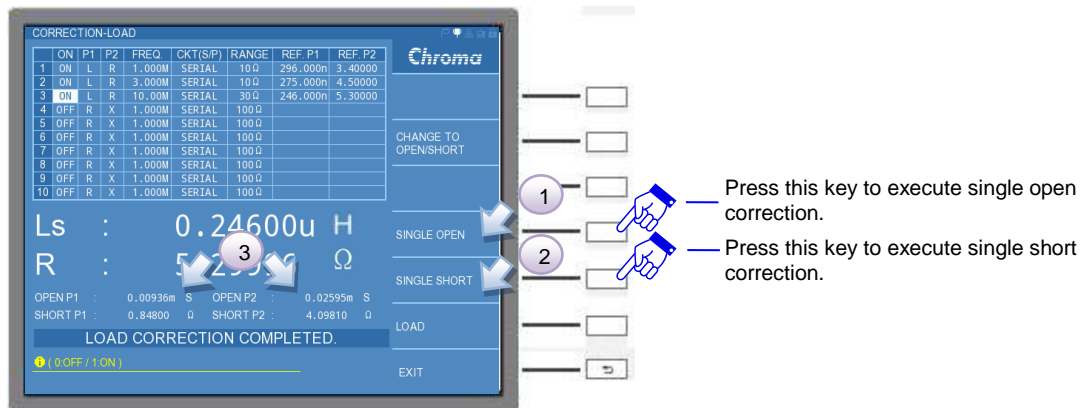 CORRECTION-LOAD
Chroma
ON P1 P2 FREQ. CKT(S/P) RANGE REF. P1 REF. P2
1 ON L R 1.000M SERIAL 10Ω 296.000n 3.40000
2 ON L R 3.000M SERIAL 10Ω 275.000n 4.50000
3 ON L R 10.00M SERIAL 30Ω 246.000n 5.30000
4 OFF R X 1.000M SERIAL 100Ω
5 OFF R X 1.000M SERIAL 100Ω
6 OFF R X 1.000M SERIAL 100Ω
7 OFF R X 1.000M SERIAL 100Ω
8 OFF R X 1.000M SERIAL 100Ω
9 OFF R X 1.000M SERIAL 100Ω
10 OFF R X 1.000M SERIAL 100Ω
CHANGE TO
OPEN/SHORT
1
Press this key to execute single open
correction.
Ls : 0.24600u H
SINGLE OPEN
2
Press this key to execute single short
correction.
R : Ω
3
SINGLE SHORT
OPEN P1 : 0.00936m S OPEN P2 : 0.02595m S
SHORT P1 : 0.84800 Ω SHORT P2 : 4.09810 Ω
LOAD
LOAD CORRECTION COMPLETED.
( 0:OFF / 1:ON )
EXIT